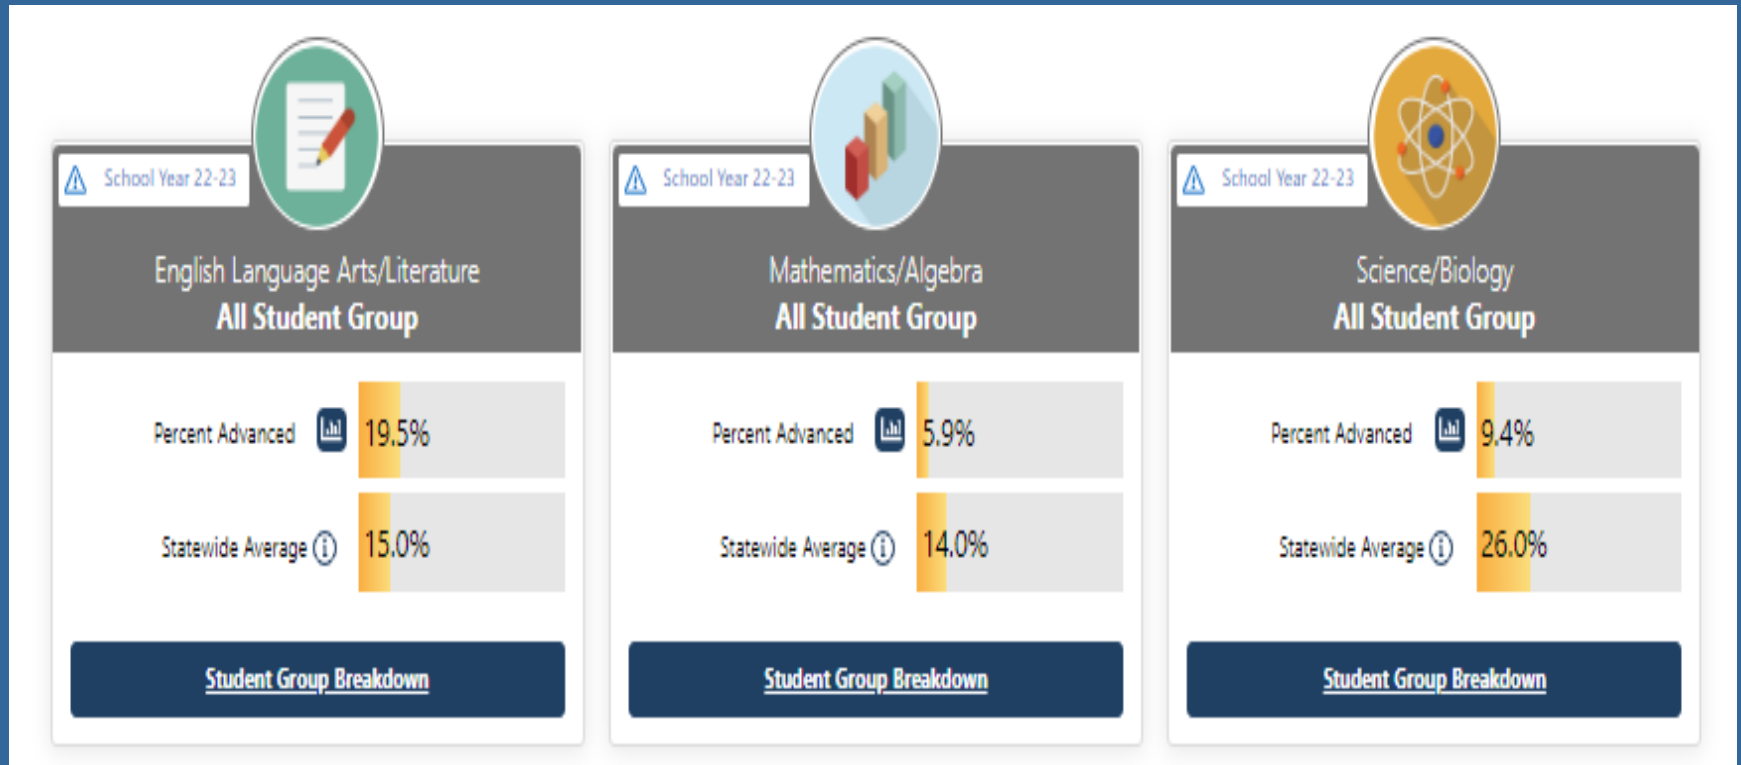 School Year 22-23
English Language Arts/Literature
All Student Group
Percent Advanced 19.5%
Statewide Average 15.0%
Student Group Breakdown
School Year 22-23
Mathematics/Algebra
All Student Group
Percent Advanced 5.9%
Statewide Average 14.0%
Student Group Breakdown
School Year 22-23
Science/Biology
All Student Group
Percent Advanced 9.4%
Statewide Average 26.0%
Student Group Breakdown